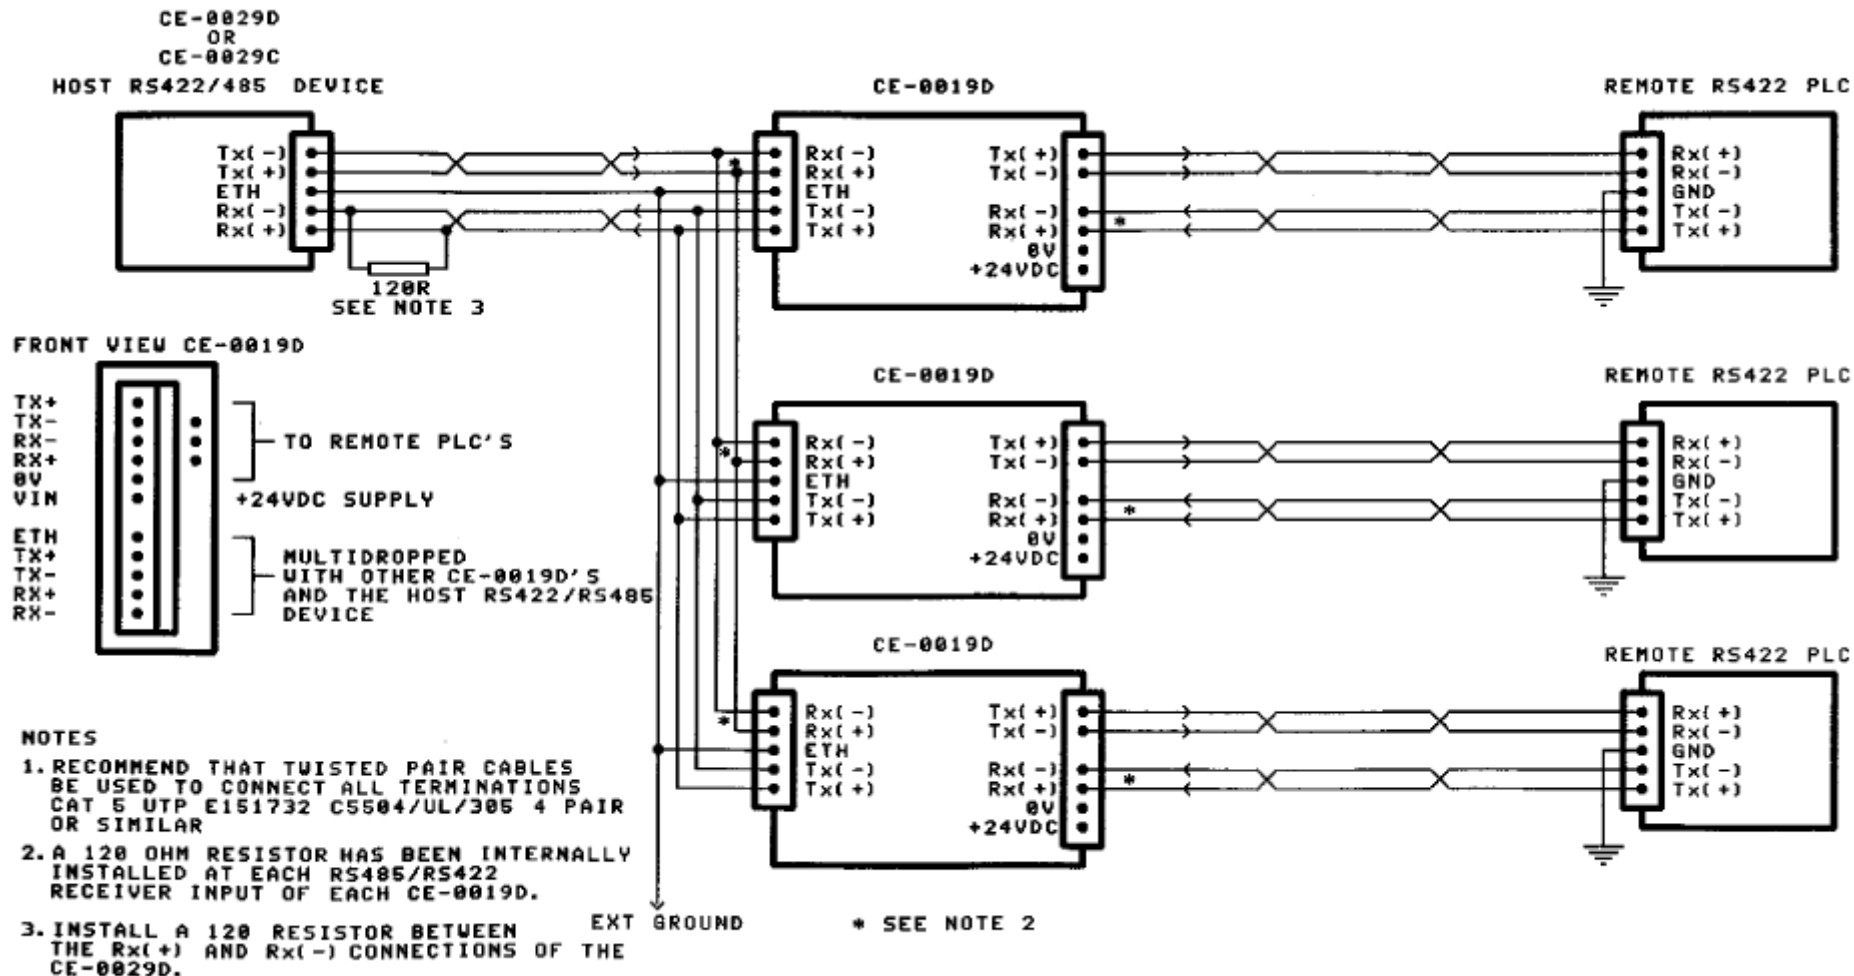 CE-0029D
OR
CE-0029C
HOST RS422/485 DEVICE
Tx(-)
Tx(+)
ETH
Rx(-)
Rx(+)
120R
SEE NOTE 3
CE-0019D
Rx(-)
Rx(+)
ETH
Tx(-)
Tx(+)
Tx(+)
Tx(-)
Rx(-)
Rx(+)
0V
+24VDC
*
*
REMOTE RS422 PLC
Rx(+)
Rx(-)
GND
Tx(-)
Tx(+)
FRONT VIEW CE-0019D
TX+
TX-
RX-
RX+
0V
VIN
ETH
TX+
TX-
RX+
RX-
TO REMOTE PLC'S
+24VDC SUPPLY
MULTIDROPPED
WITH OTHER CE-0019D'S
AND THE HOST RS422/RS485
DEVICE
CE-0019D
Rx(-)
Rx(+)
ETH
Tx(-)
Tx(+)
Tx(+)
Tx(-)
Rx(-)
Rx(+)
0V
+24VDC
*
*
REMOTE RS422 PLC
Rx(+)
Rx(-)
GND
Tx(-)
Tx(+)
CE-0019D
Rx(-)
Rx(+)
ETH
Tx(-)
Tx(+)
Tx(+)
Tx(-)
Rx(-)
Rx(+)
0V
+24VDC
*
*
REMOTE RS422 PLC
Rx(+)
Rx(-)
GND
Tx(-)
Tx(+)
NOTES
1. RECOMMEND THAT TWISTED PAIR CABLES
BE USED TO CONNECT ALL TERMINATIONS
CAT 5 UTP E151732 C5504/UL/305 4 PAIR
OR SIMILAR
2. A 120 OHM RESISTOR HAS BEEN INTERNALLY
INSTALLED AT EACH RS485/RS422
RECEIVER INPUT OF EACH CE-0019D.
3. INSTALL A 120 RESISTOR BETWEEN
THE Rx(+) AND Rx(-) CONNECTIONS OF THE
CE-0029D.
EXT GROUND
* SEE NOTE 2